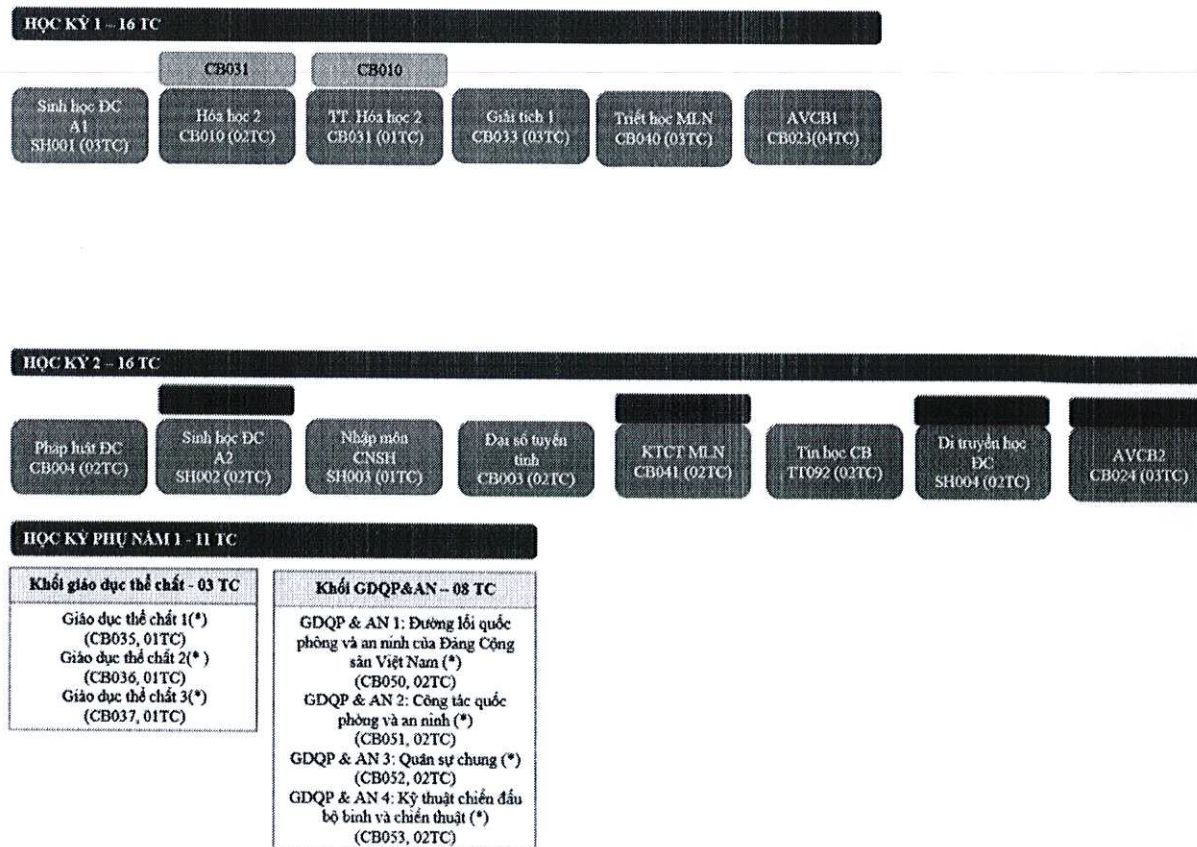 HỌC KỲ 1 – 16 TC
CB031
CB010
Sinh học ĐC
A1
SH001 (03TC)
Hóa học 2
CB010 (02TC)
TT. Hóa học 2
CB031 (01TC)
Giải tích 1
CB033 (03TC)
Triết học MLN
CB040 (03TC)
AVCB1
CB023(04TC)
HỌC KỲ 2 – 16 TC
Pháp luật ĐC
CB004 (02TC)
Sinh học ĐC
A2
SH002 (02TC)
Nhập môn
CNSH
SH003 (01TC)
Đại số tuyến
tính
CB003 (02TC)
KTCT MLN
CB041 (02TC)
Tin học CB
TT092 (02TC)
Di truyền học
ĐC
SH004 (02TC)
AVCB2
CB024 (03TC)
HỌC KỲ PHỤ NĂM 1 - 11 TC
Khối giáo dục thể chất - 03 TC
Giáo dục thể chất 1(*)
(CB035, 01TC)
Giáo dục thể chất 2(* )
(CB036, 01TC)
Giáo dục thể chất 3(*)
(CB037, 01TC)
Khối GDQP&AN – 08 TC
GDQP & AN 1: Đường lối quốc
phòng và an ninh của Đảng Cộng
sản Việt Nam (*)
(CB050, 02TC)
GDQP & AN 2: Công tác quốc
phòng và an ninh (*)
(CB051, 02TC)
GDQP & AN 3: Quân sự chung (*)
(CB052, 02TC)
GDQP & AN 4: Kỹ thuật chiến đấu
bộ binh và chiến thuật (*)
(CB053, 02TC)